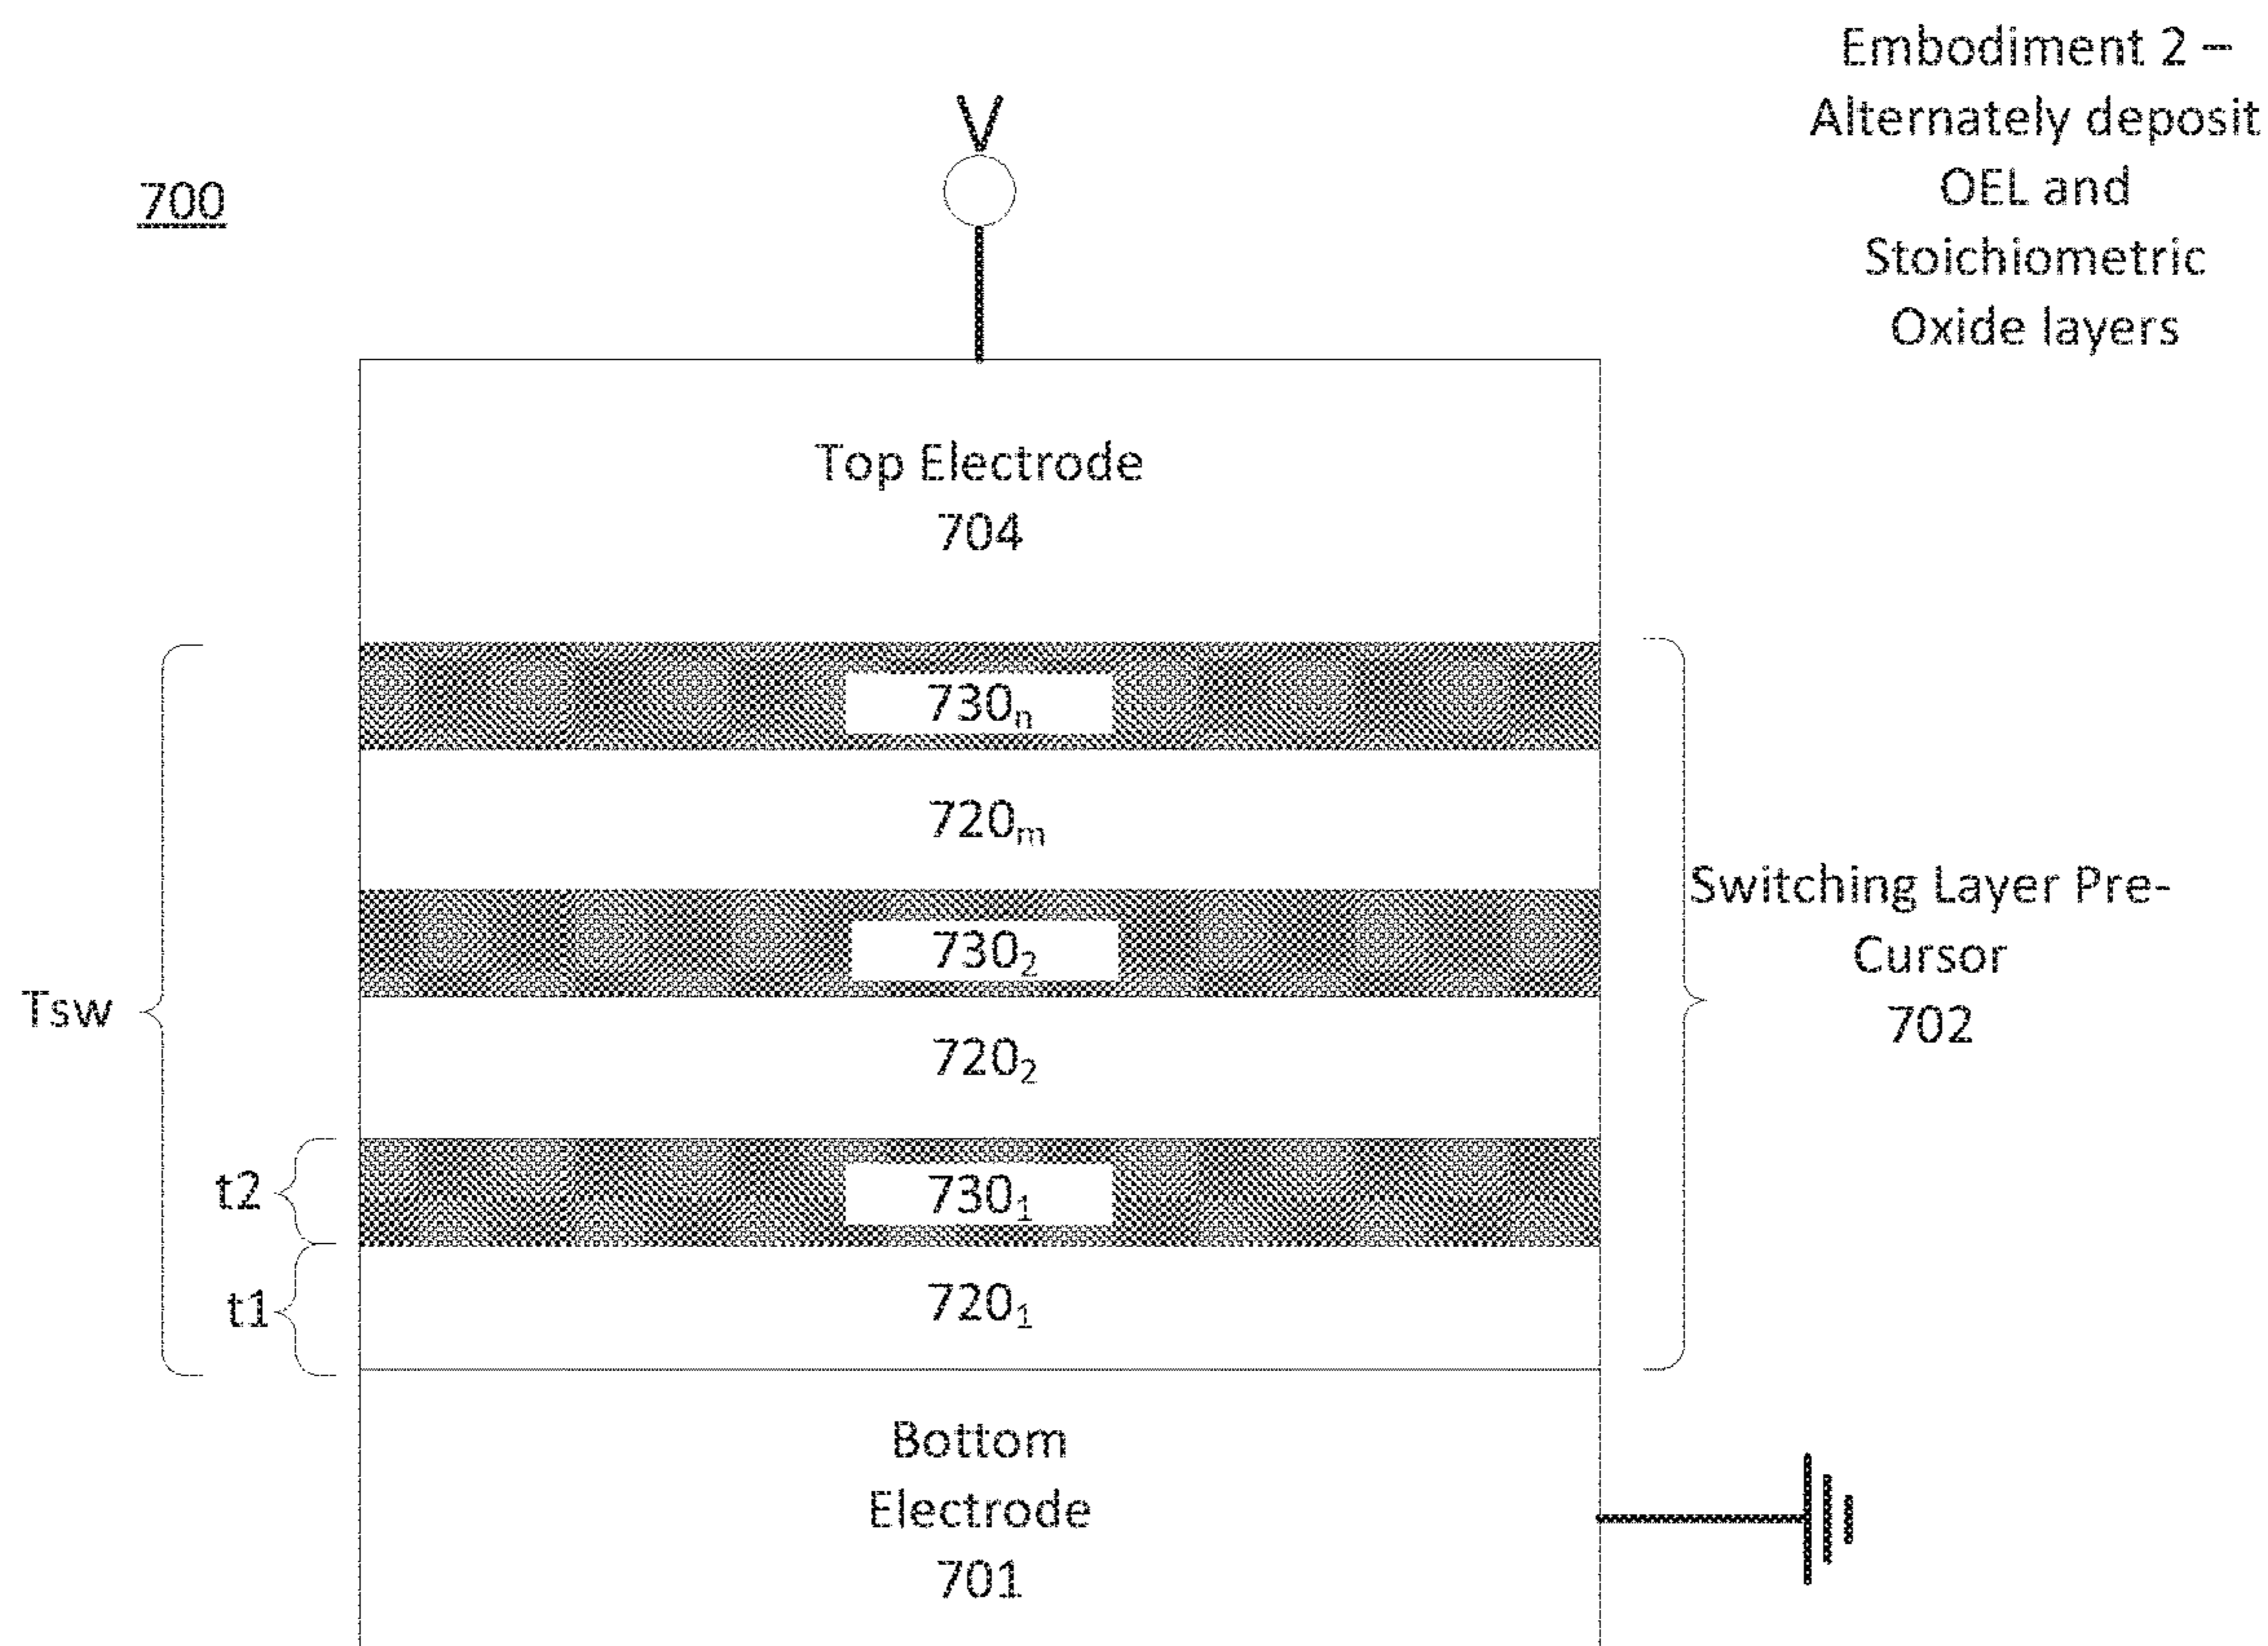 Embodiment 2 –
Alternately deposit
OEL and
Stoichiometric
Oxide layers
V
700
Top Electrode
704
730n
720m
730₂
Switching Layer Pre-
Cursor
702
Tsw
720₂
t2
730₁
t1
720₁
Bottom
Electrode
701